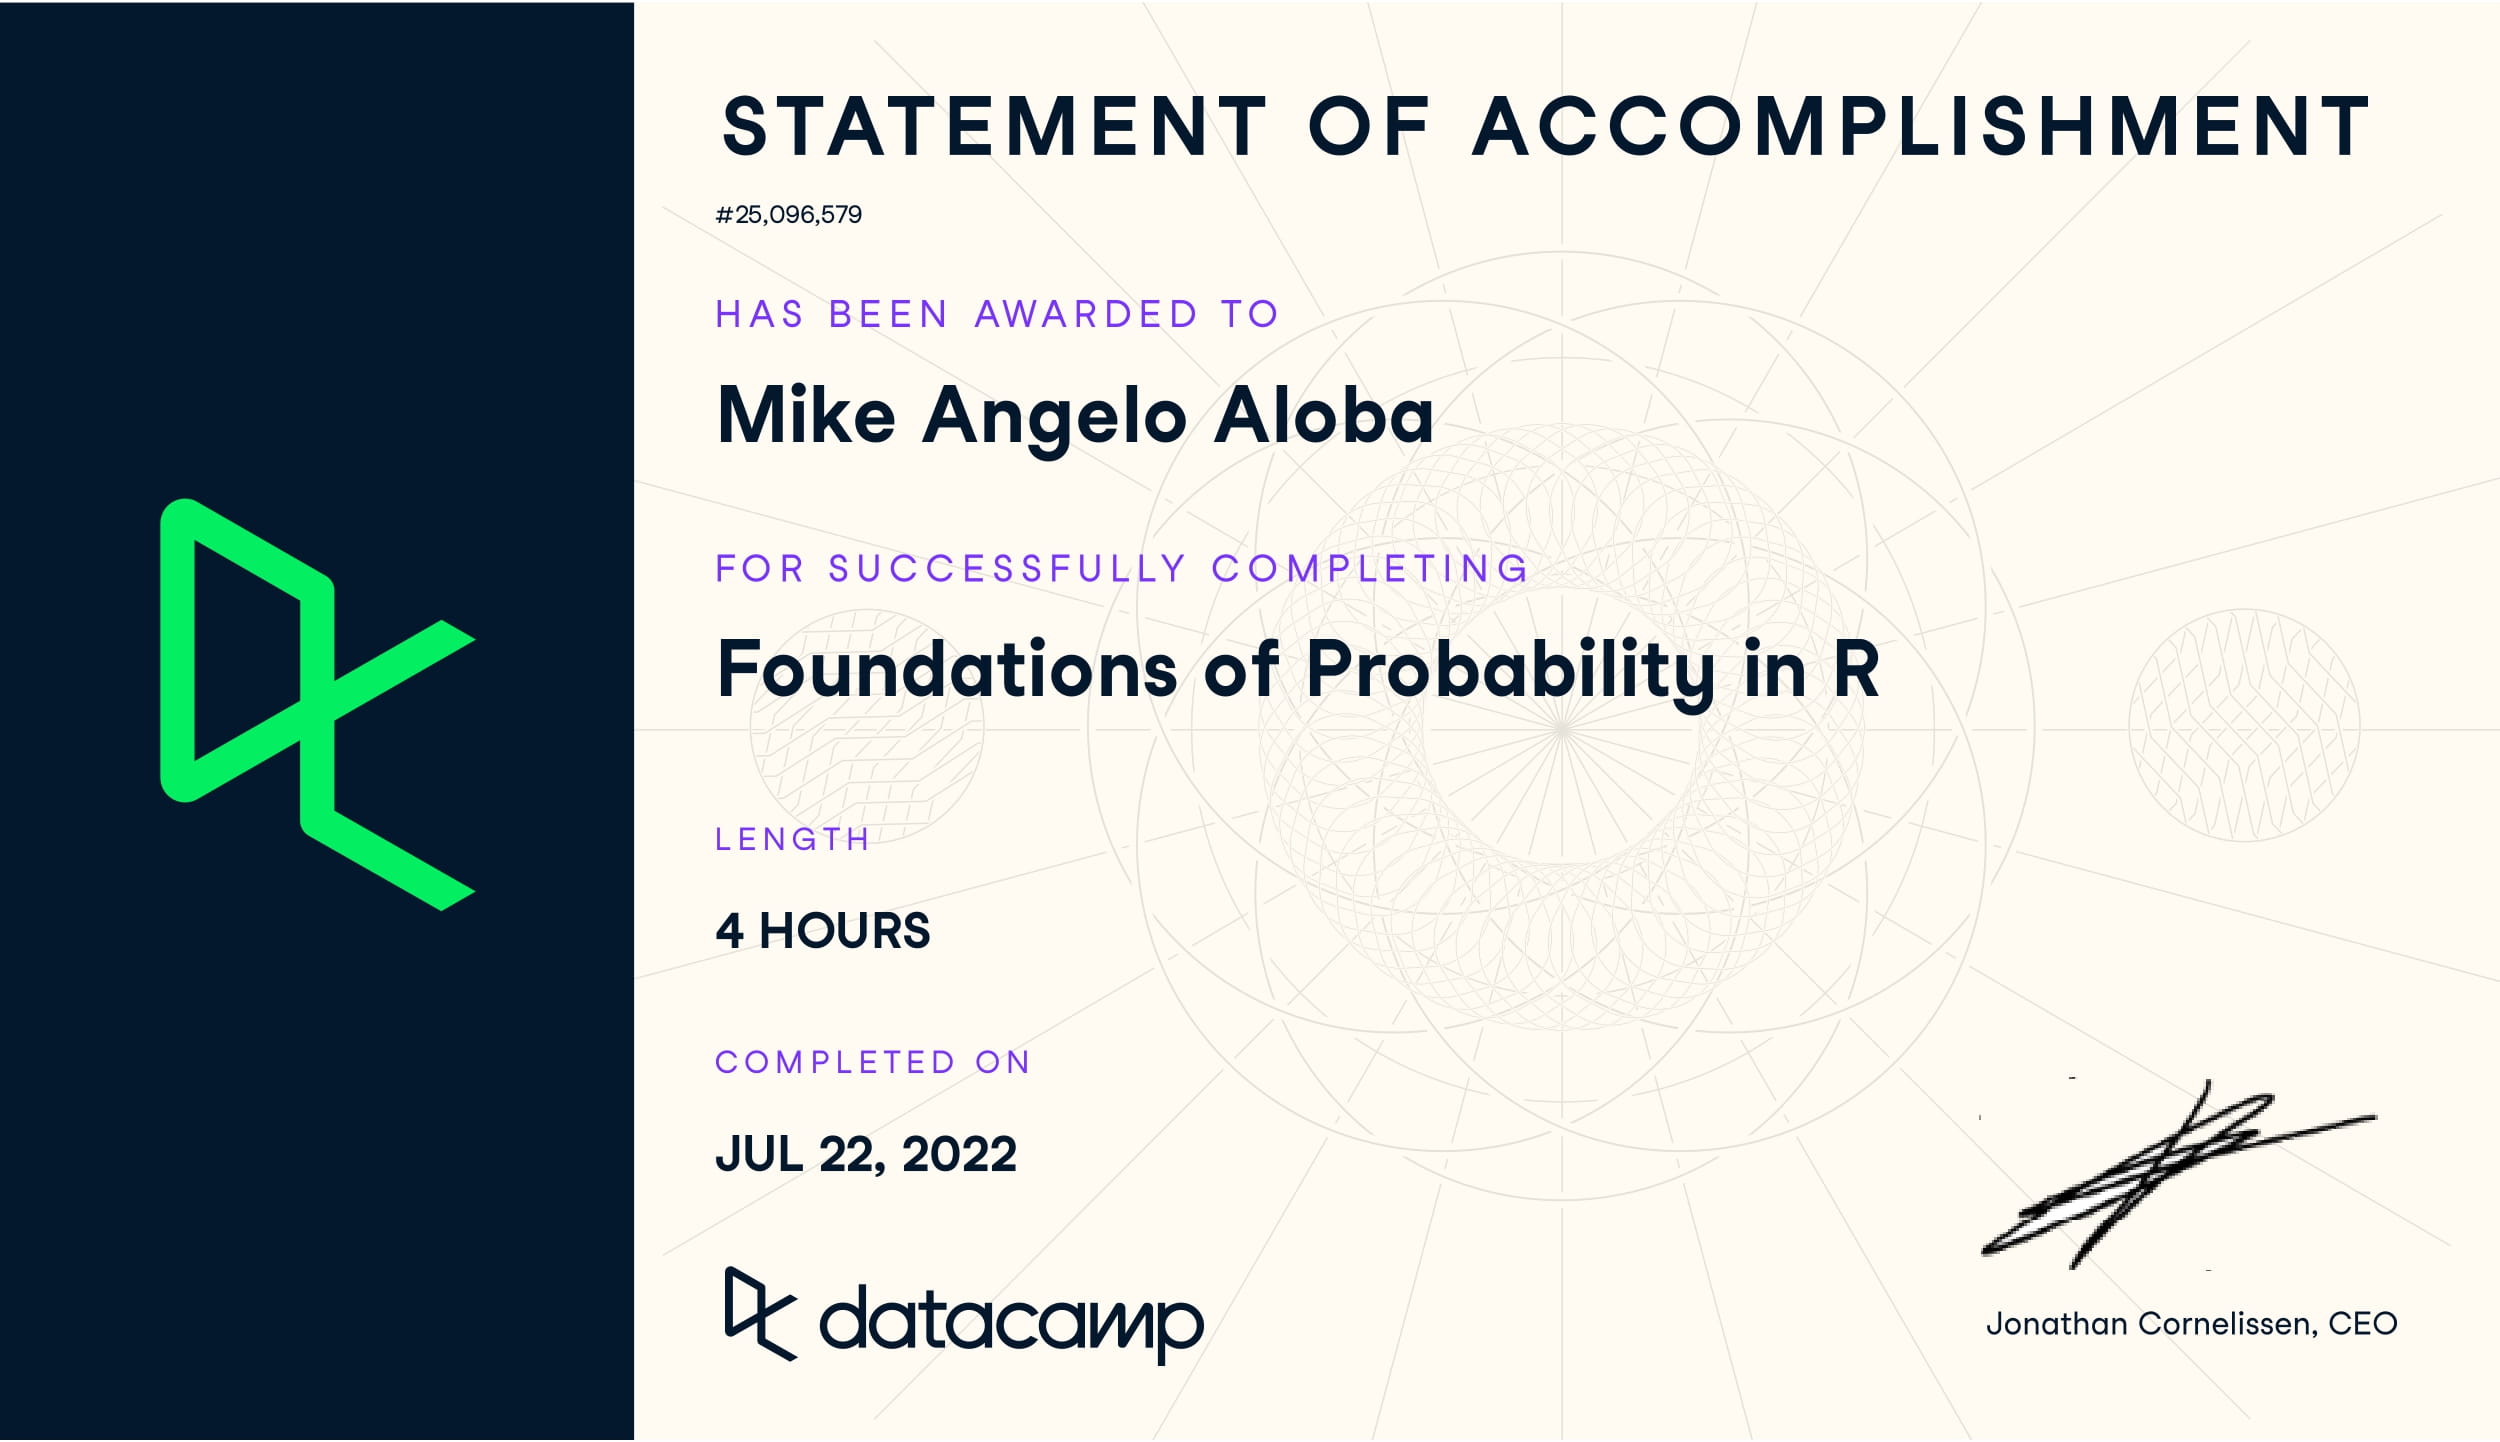 STATEMENT OF ACCOMPLISHMENT
#25,096,579
HAS BEEN AWARDED TO
Mike Angelo Aloba
FOR SUCCESSFULLY COMPLETING
Foundations of Probability in R
LENGTH
4 HOURS
COMPLETED ON
JUL 22, 2022
datacamp
Jonathan Cornelissen, CEO